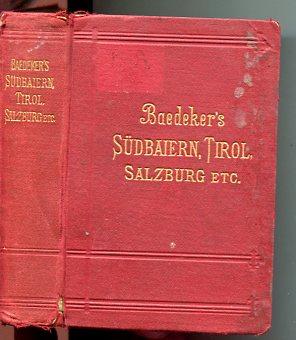 BAEDEKER'S
SÜDBAIERN,
TIROL,
SALZBURG ETC.
Baedeker's
SÜDBAIERN, TIROL,
SALZBURG ETC.